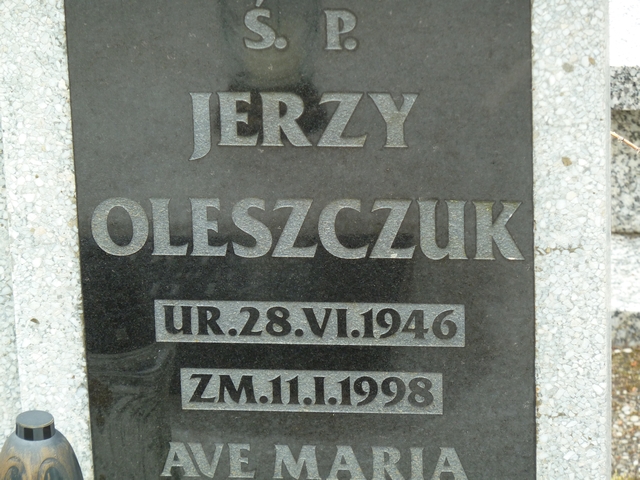 Ś. P.
JERZY
OLESZCZUK
UR.28.VI.1946
ZM.11.I.1998
AVE MARIA